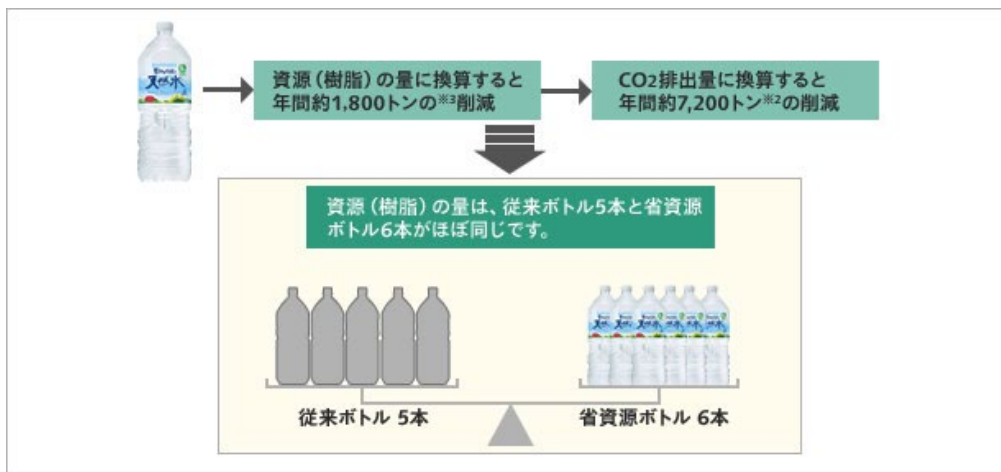 天然水
資源（樹脂）の量に換算すると
年間約1,800トンの※3削減
CO2排出量に換算すると
年間約7,200トン※2の削減
資源（樹脂）の量は、従来ボトル5本と省資源
ボトル6本がほぼ同じです。
従来ボトル 5本
省資源ボトル 6本